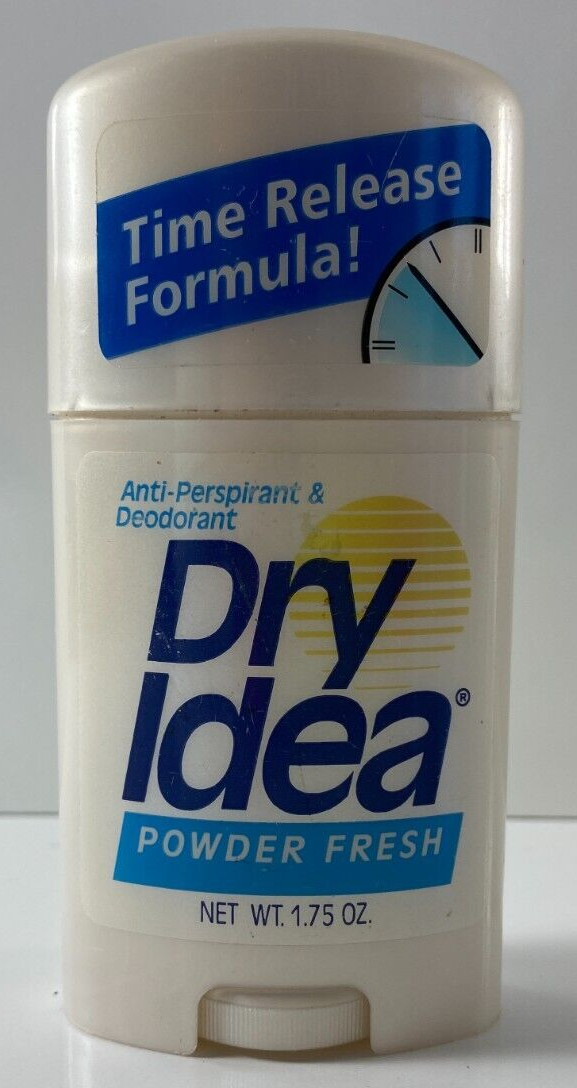 Time Release
Formula!
Anti-Perspirant &
Deodorant
Dry
Idea®
POWDER FRESH
NET WT. 1.75 OZ.